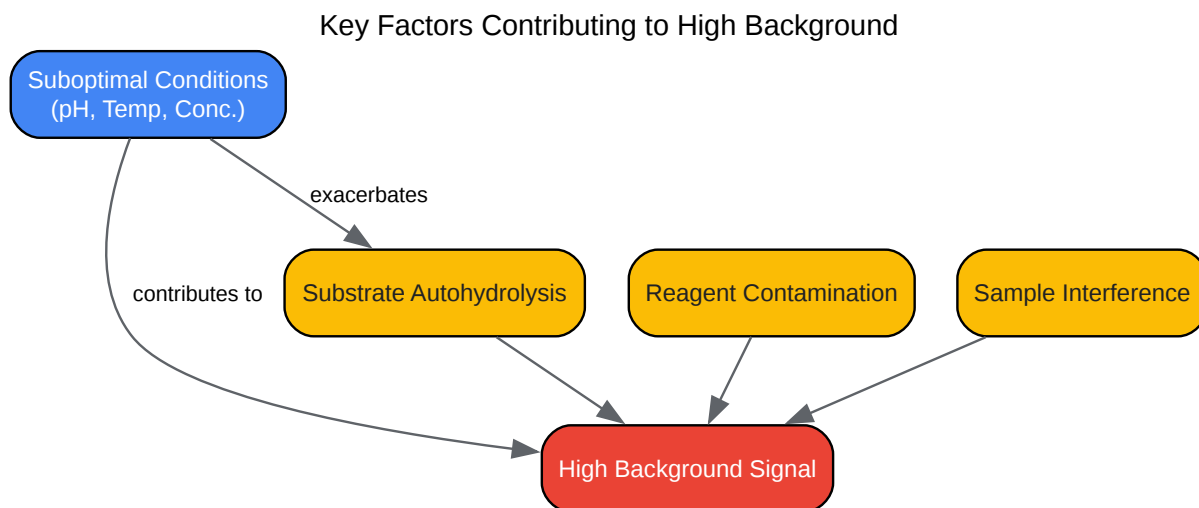 Key Factors Contributing to High Background
Suboptimal Conditions
(pH, Temp, Conc.)
exacerbates
contributes to
Substrate Autohydrolysis
Reagent Contamination
Sample Interference
High Background Signal